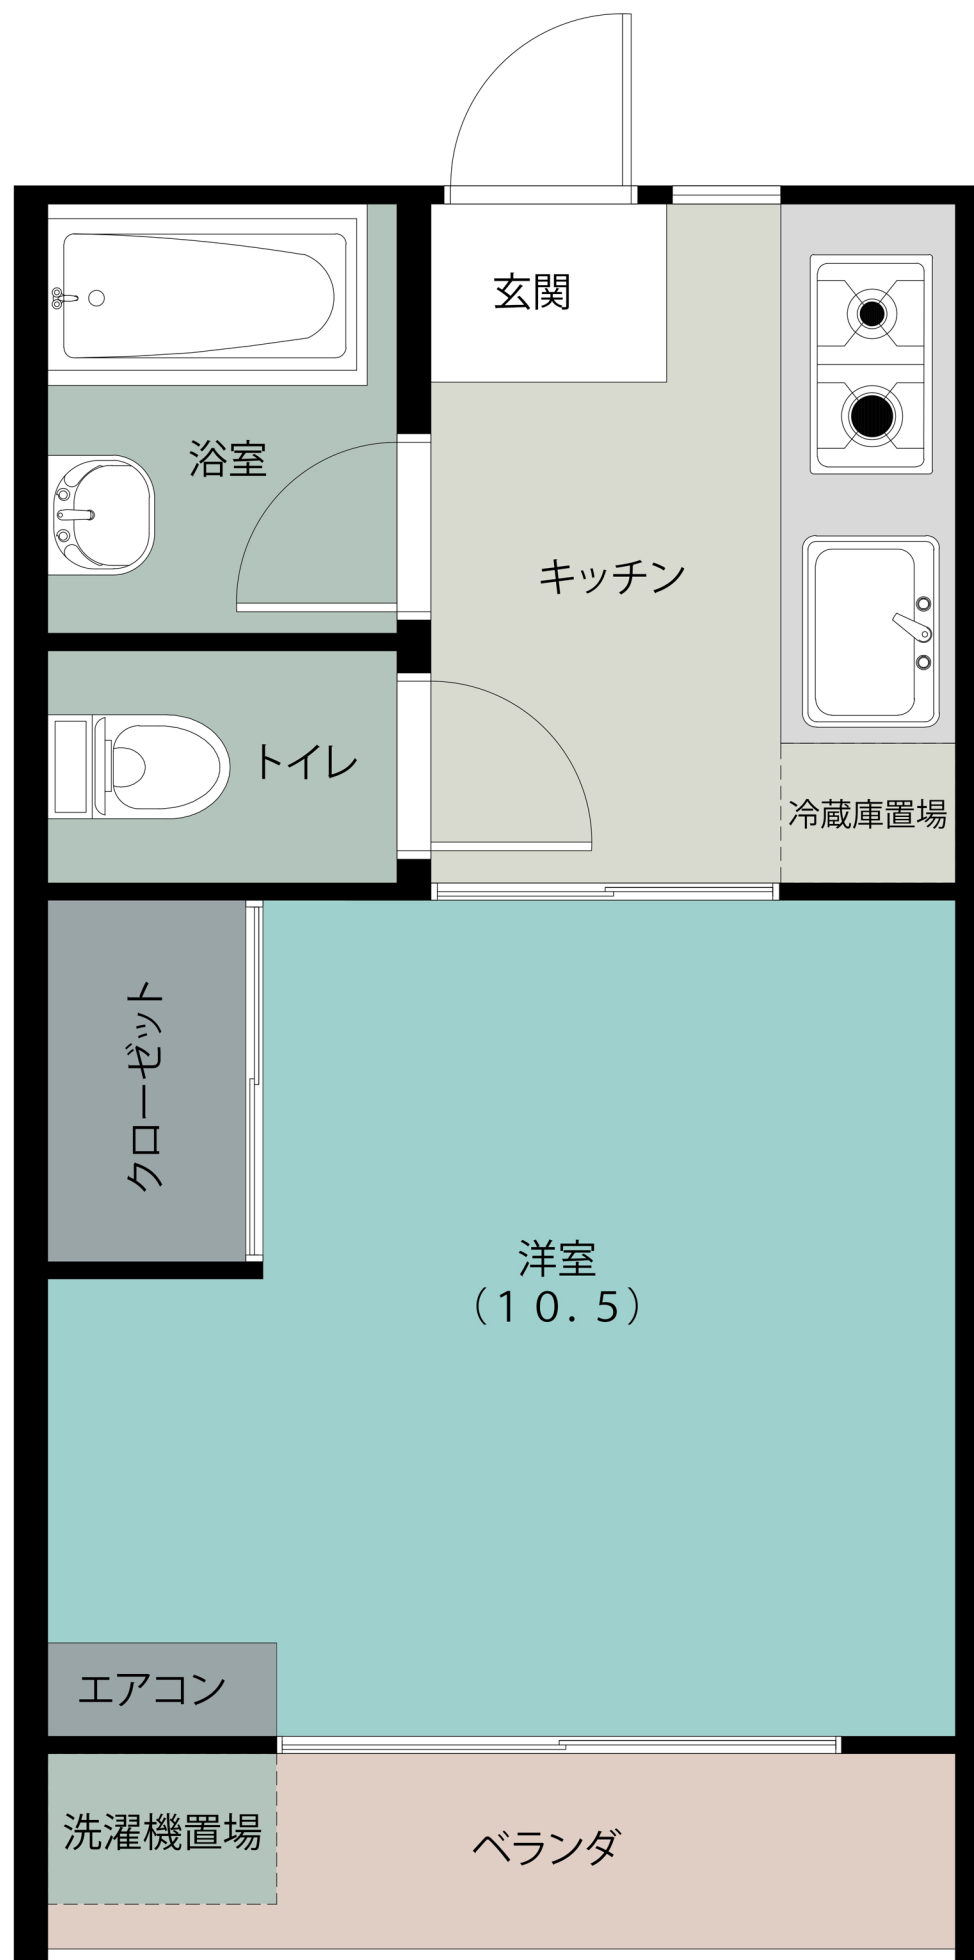 玄関
浴室
キッチン
トイレ
冷蔵庫置場
クローゼット
洋室
（１０．５）
エアコン
洗濯機置場
ベランダ